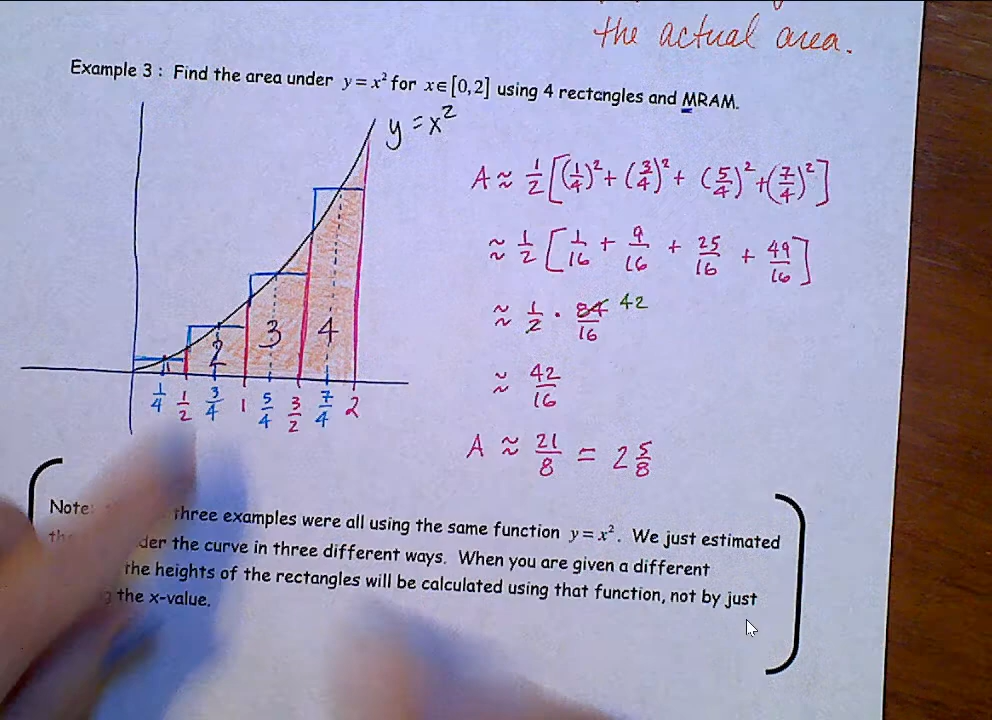 the actual area.
Example 3 : Find the area under y = x² for x ∈ [0,2] using 4 rectangles and MRAM.
y = x²
A ≈ 1/2 [(1/4)² + (3/4)² + (5/4)² + (7/4)²]
≈ 1/2 [1/16 + 9/16 + 25/16 + 49/16]
≈ 1/2 · 84/16 42
≈ 42/16
A ≈ 21/8 = 2 5/8
1 2 3 4
1/4 1/2 3/4 1 5/4 3/2 7/4 2
Note: three examples were all using the same function y = x². We just estimated
the curve in three different ways. When you are given a different
the heights of the rectangles will be calculated using that function, not by just
the x-value.